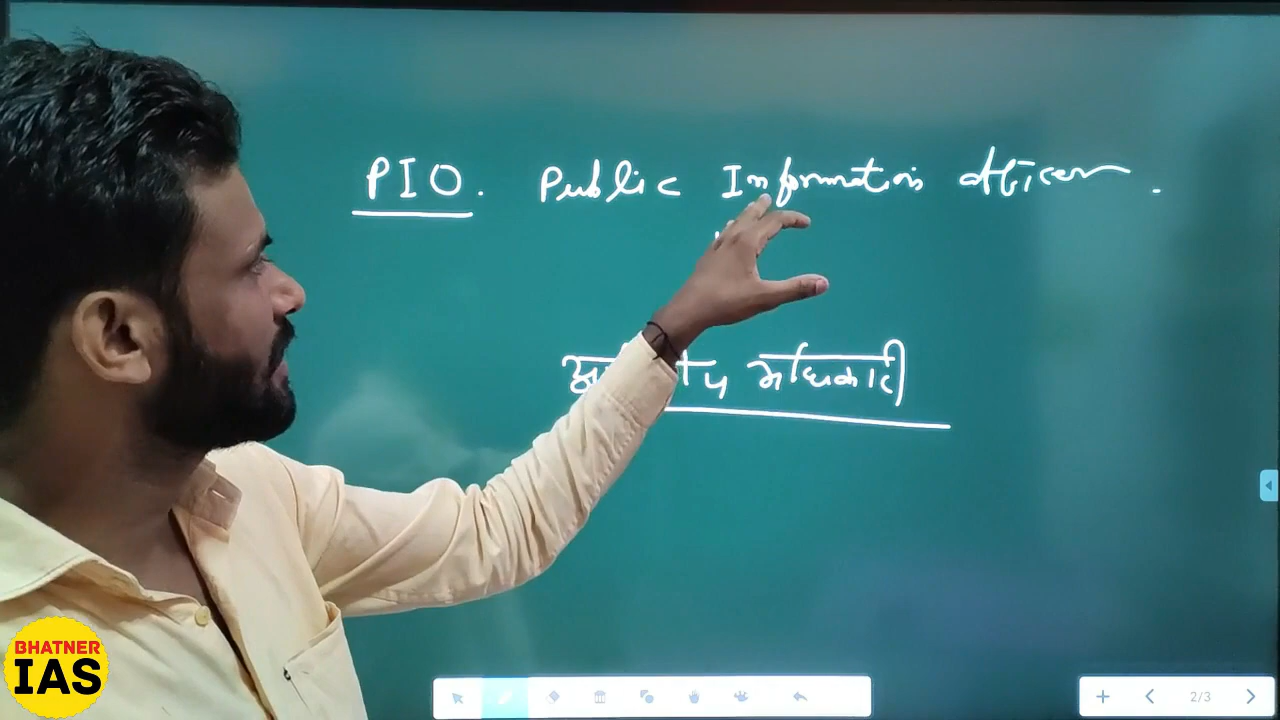 PIO. Public Information officer.
अधिकारी
BHATNER
IAS
2/3